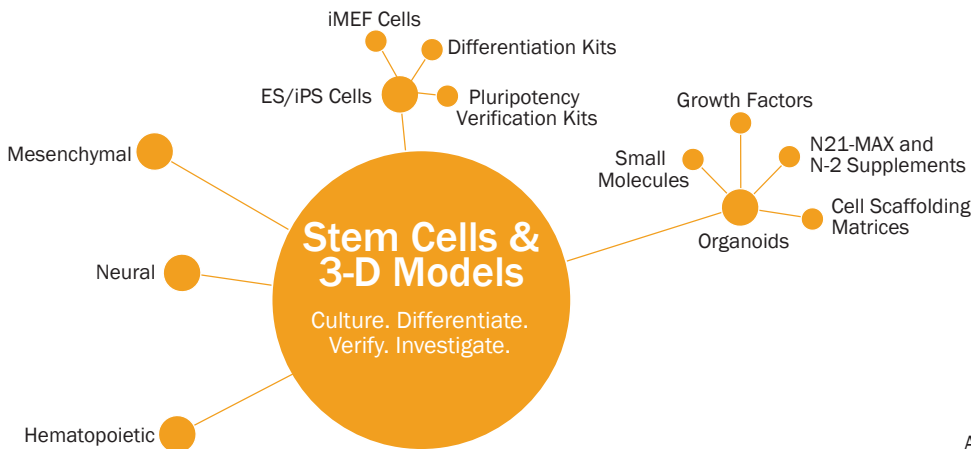 iMEF Cells
Differentiation Kits
ES/iPS Cells
Pluripotency
Verification Kits
Growth Factors
Mesenchymal
Small
Molecules
N21-MAX and
N-2 Supplements
Cell Scaffolding
Matrices
Organoids
Stem Cells &
3-D Models
Neural
Culture. Differentiate.
Verify. Investigate.
Hematopoietic
A